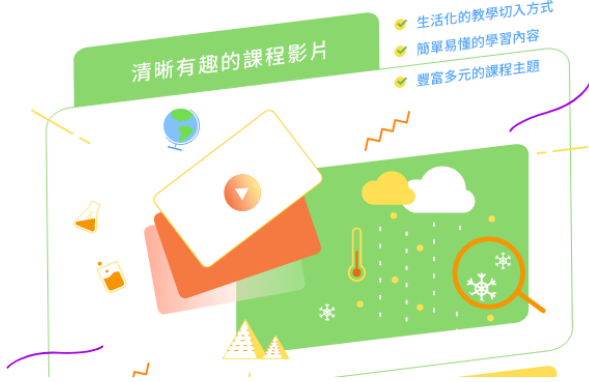 清晰有趣的課程影片
生活化的教學切入方式
簡單易懂的學習內容
豐富多元的課程主題